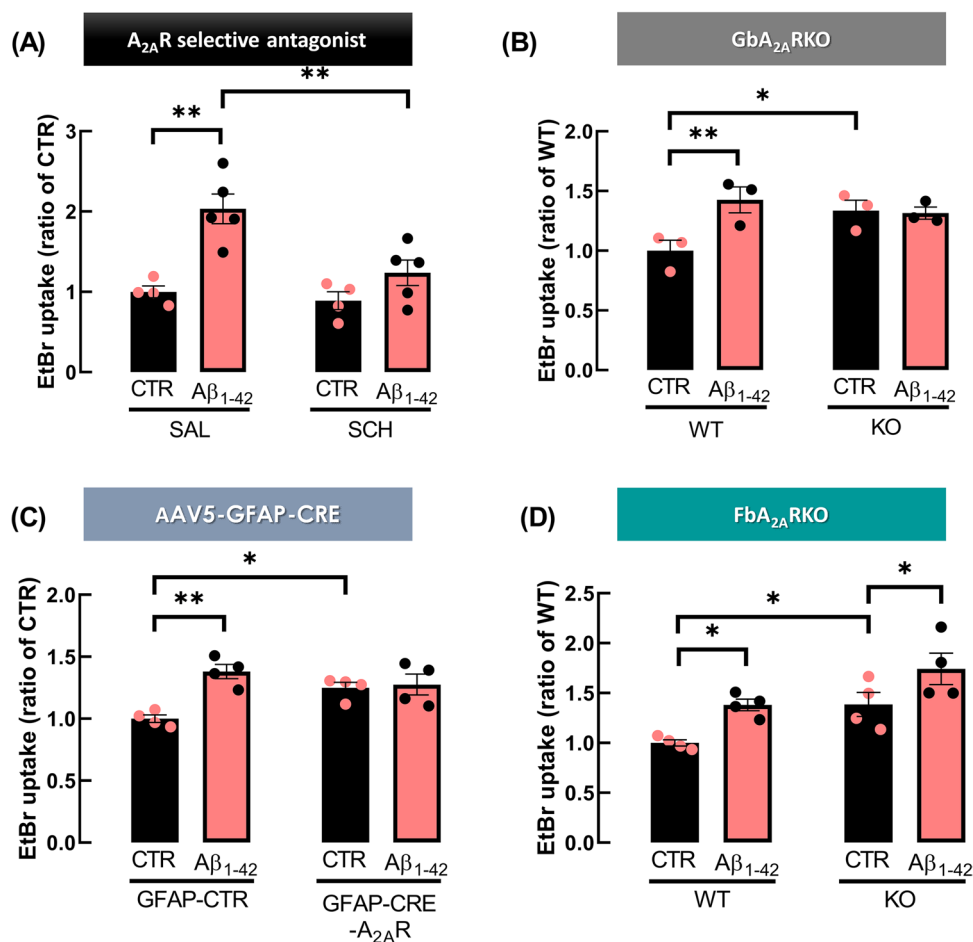 (A)
A2AR selective antagonist
**
**
EtBr uptake (ratio of CTR)
3
2
1
0
CTR Aβ1-42 CTR Aβ1-42
SAL SCH
(B)
GbA2ARKO
*
**
EtBr uptake (ratio of WT)
2.0
1.5
1.0
0.5
0.0
CTR Aβ1-42 CTR Aβ1-42
WT KO
(C)
AAV5-GFAP-CRE
*
**
EtBr uptake (ratio of CTR)
2.0
1.5
1.0
0.5
0.0
CTR Aβ1-42 CTR Aβ1-42
GFAP-CTR GFAP-CRE
-A2AR
(D)
FbA2ARKO
*
*
*
EtBr uptake (ratio of WT)
2.5
2.0
1.5
1.0
0.5
0.0
CTR Aβ1-42 CTR Aβ1-42
WT KO